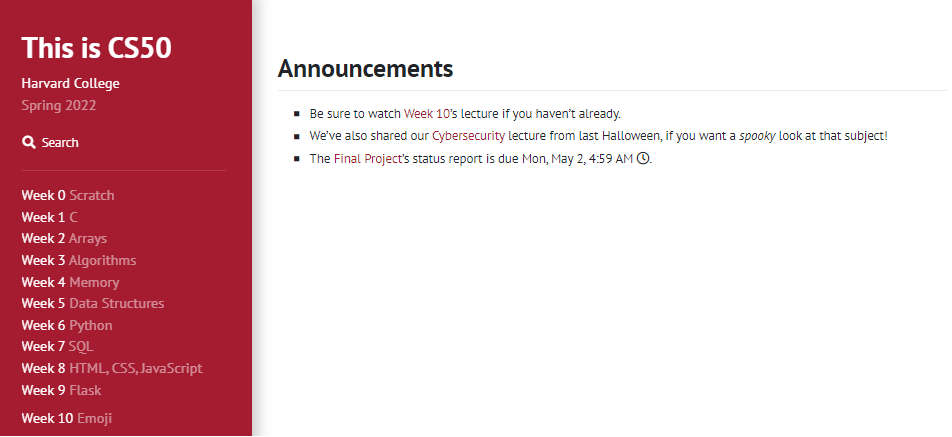 This is CS50
Harvard College
Spring 2022
Search
Week 0 Scratch
Week 1 C
Week 2 Arrays
Week 3 Algorithms
Week 4 Memory
Week 5 Data Structures
Week 6 Python
Week 7 SQL
Week 8 HTML, CSS, JavaScript
Week 9 Flask
Week 10 Emoji
Announcements
Be sure to watch Week 10’s lecture if you haven’t already.
We’ve also shared our Cybersecurity lecture from last Halloween, if you want a spooky look at that subject!
The Final Project’s status report is due Mon, May 2, 4:59 AM.